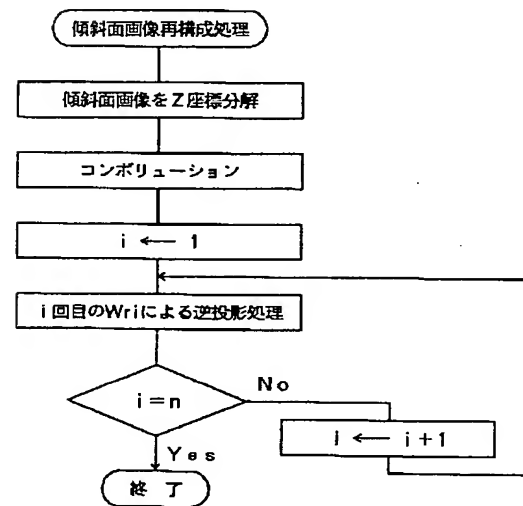 傾斜面画像再構成処理
傾斜面画像をZ座標分解
コンボリューション
i ← 1
i回目のWriによる逆投影処理
i=n
No
i ← i+1
Yes
終了